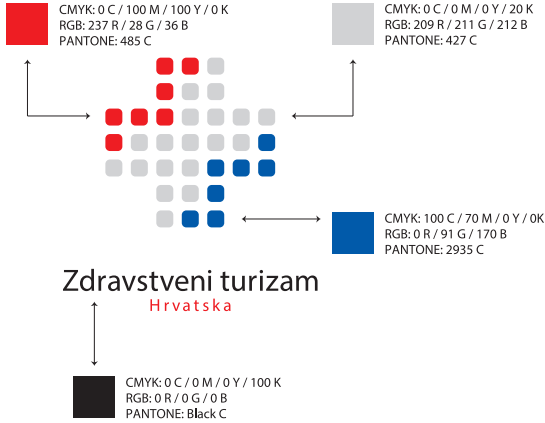 CMYK: 0 C / 100 M / 100 Y / 0 K
RGB: 237 R / 28 G / 36 B
PANTONE: 485 C
CMYK: 0 C / 0 M / 0 Y / 20 K
RGB: 209 R / 211 G / 212 B
PANTONE: 427 C
CMYK: 100 C / 70 M / 0 Y / 0K
RGB: 0 R / 91 G / 170 B
PANTONE: 2935 C
Zdravstveni turizam
Hrvatska
CMYK: 0 C / 0 M / 0 Y / 100 K
RGB: 0 R / 0 G / 0 B
PANTONE: Black C